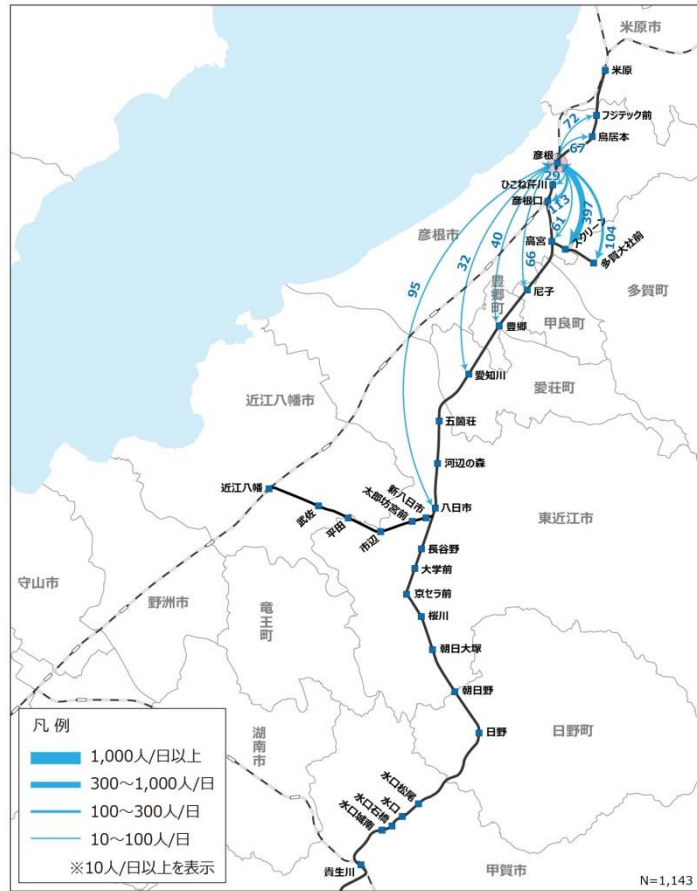 米原市
米原
フジテック前
鳥居本
72
67
彦根
29
ひこね芹川
彦根口
113
397
61
104
高宮
スクリーン
多賀大社前
彦根市
多賀町
95
32
40
66
豊郷町
尼子
甲良町
豊郷
愛知川
愛荘町
近江八幡市
五箇荘
河辺の森
近江八幡
武佐
平田
市辺
太郎坊宮前
新八日市
八日市
東近江市
長谷野
大学前
京セラ前
桜川
守山市
野洲市
竜王町
朝日大塚
朝日野
日野
日野町
湖南市
水口松尾
水口
水口石橋
水口城南
貴生川
甲賀市
凡 例
1,000人/日以上
300～1,000人/日
100～300人/日
10～100人/日
※10人/日以上を表示
N=1,143